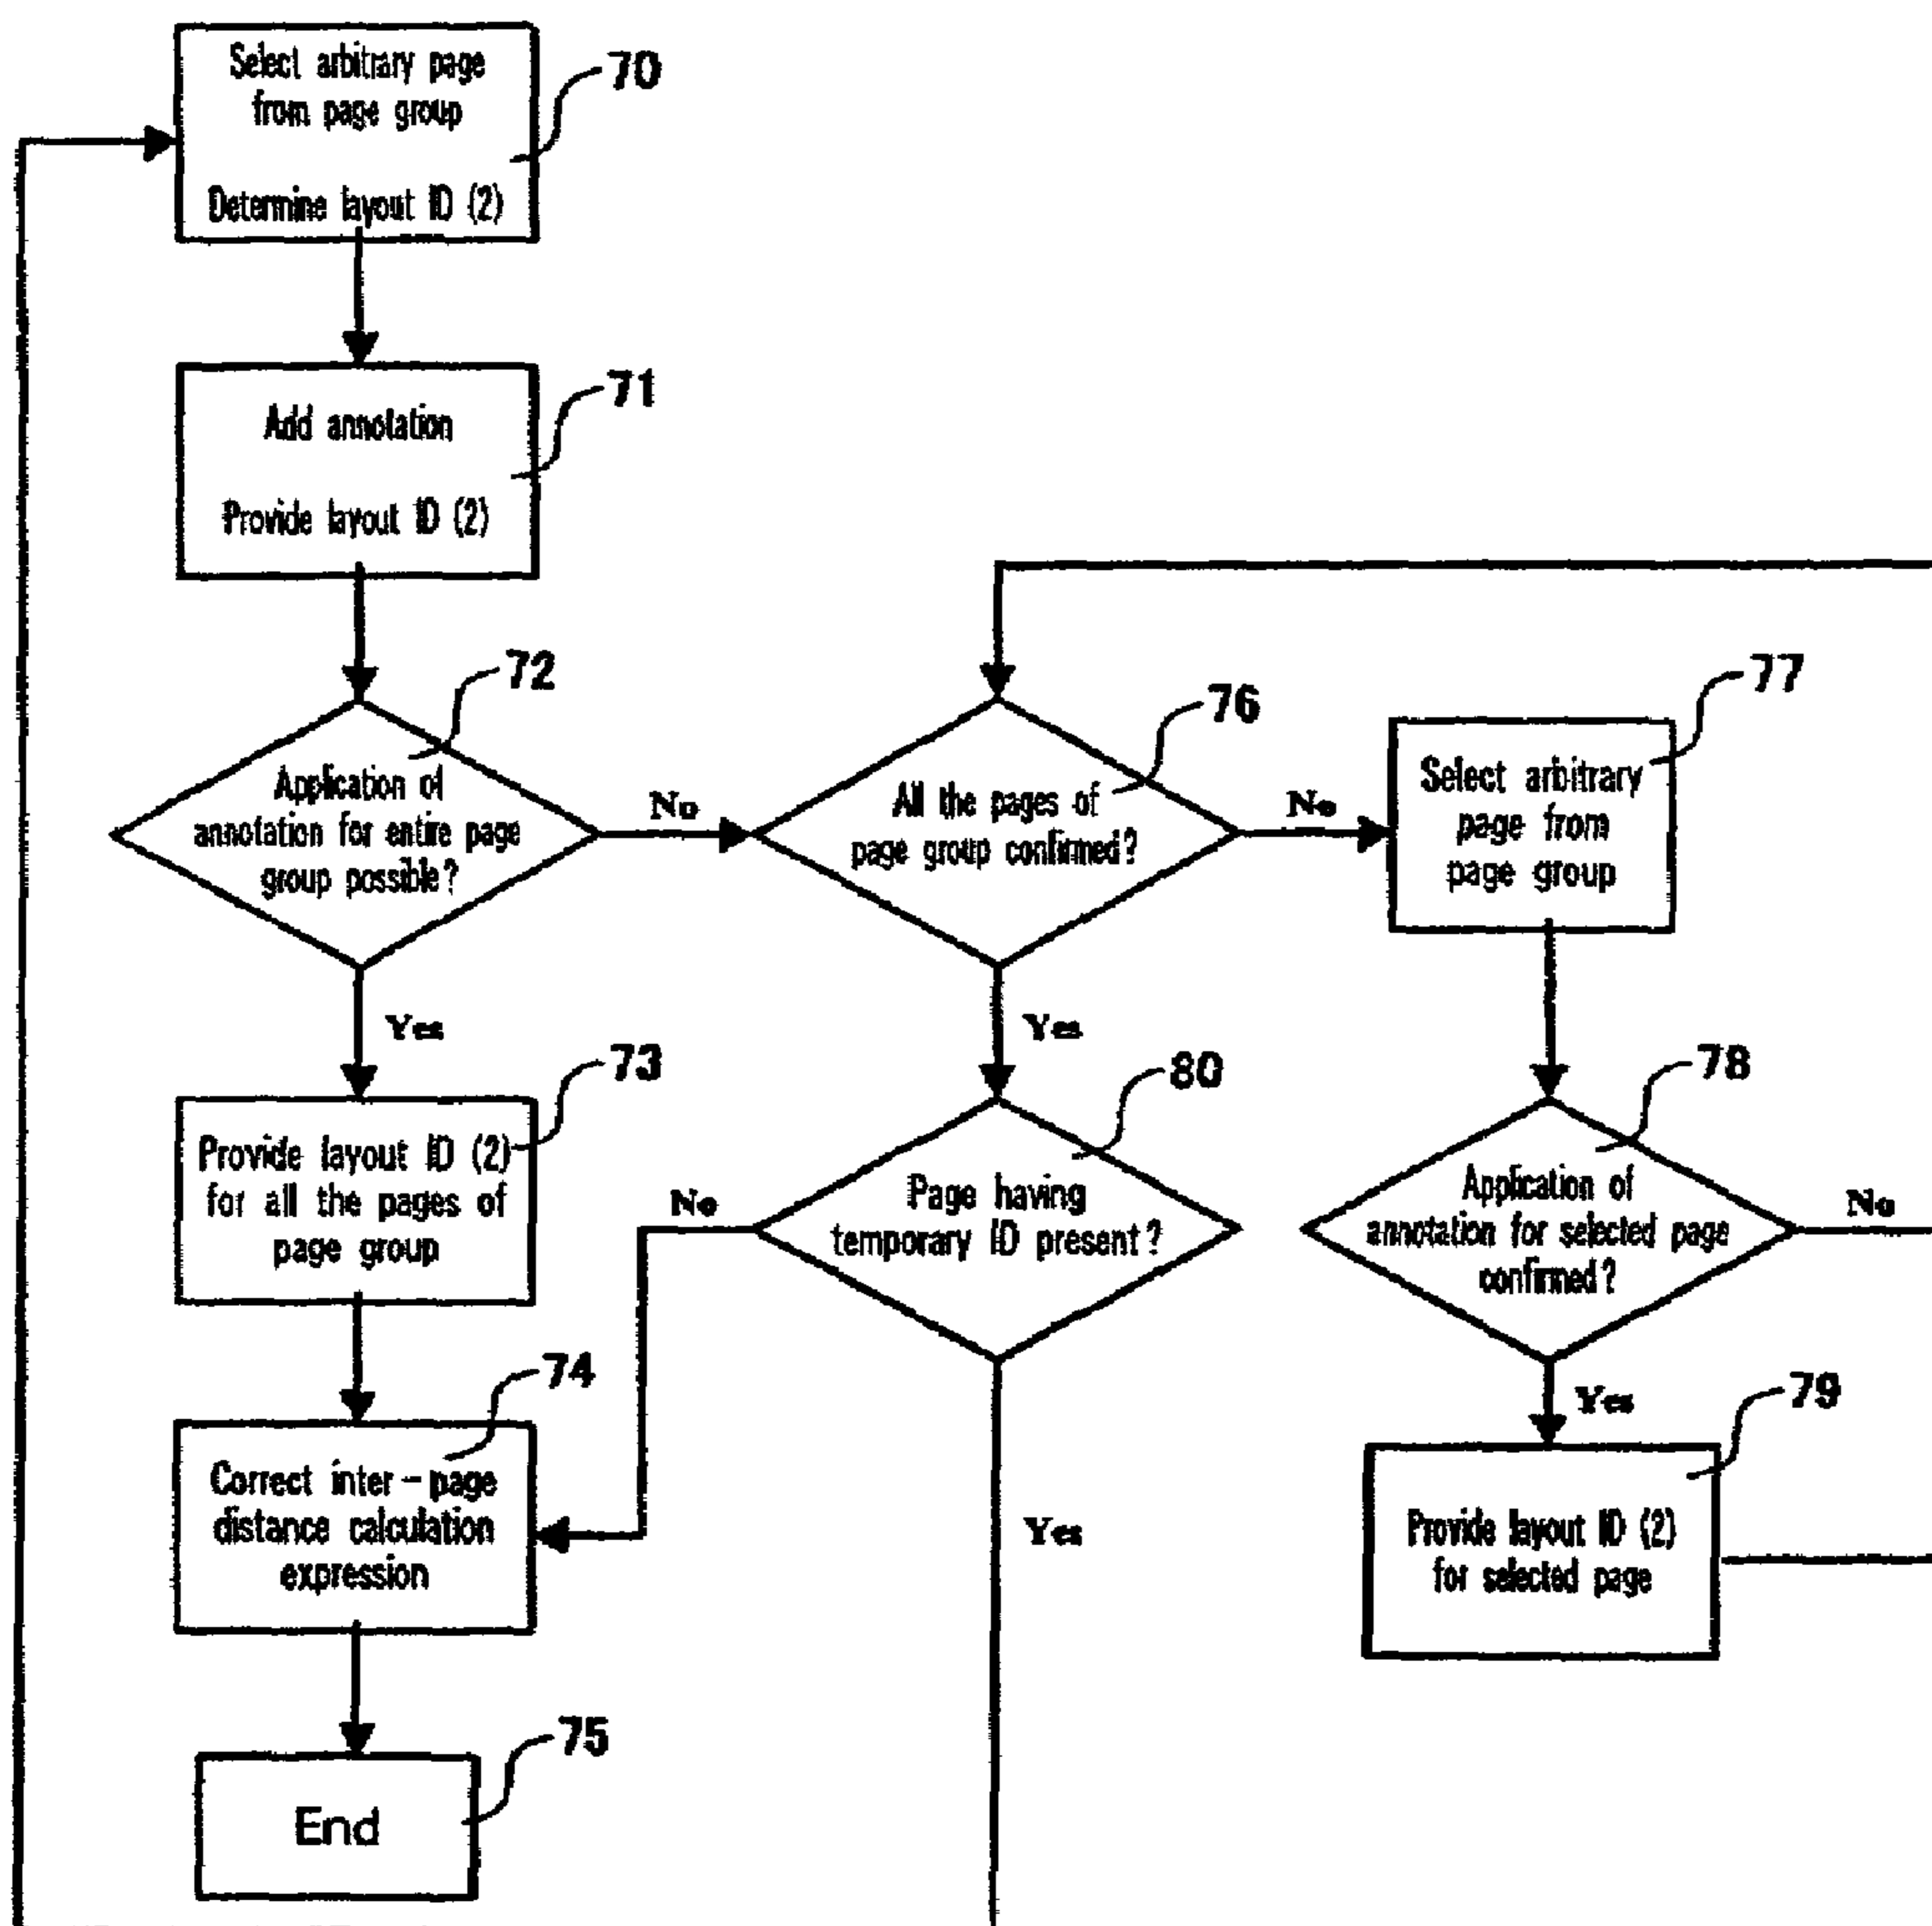 Select arbitrary page
from page group
Determine layout ID (2)
70
Add annotation
Provide layout ID (2)
71
72
Application of
annotation for entire page
group possible?
No
Yes
76
All the pages of
page group confirmed?
No
Yes
77
Select arbitrary
page from
page group
73
Provide layout ID (2)
for all the pages of
page group
80
Page having
temporary ID present?
No
Yes
78
Application of
annotation for selected page
confirmed?
No
Yes
74
Correct inter-page
distance calculation
expression
79
Provide layout ID (2)
for selected page
75
End